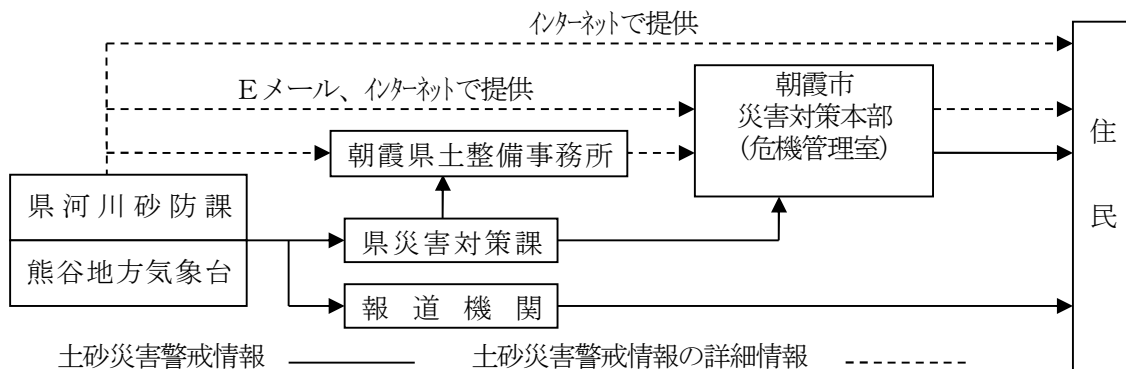 インターネットで提供
Eメール、インターネットで提供
朝霞市
災害対策本部
(危機管理室)
住民
朝霞県土整備事務所
県河川砂防課
県災害対策課
熊谷地方気象台
報道機関
土砂災害警戒情報
土砂災害警戒情報の詳細情報